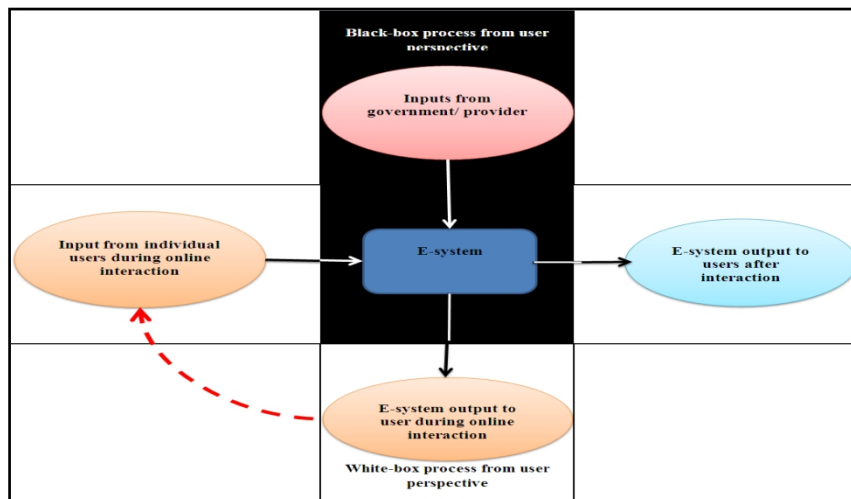 Black-box process from user
perspective
Inputs from
government/ provider
Input from individual
users during online
interaction
E-system
E-system output to
users after
interaction
E-system output to
user during online
interaction
White-box process from user
perspective